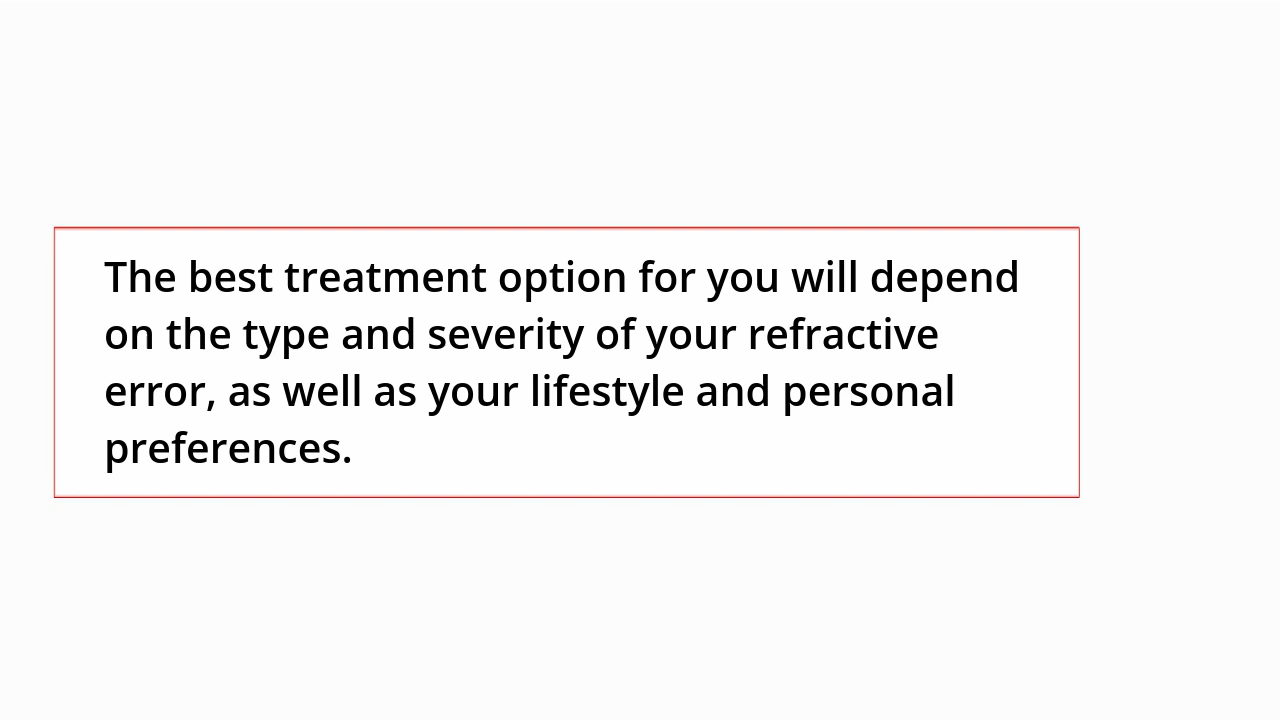 The best treatment option for you will depend
on the type and severity of your refractive
error, as well as your lifestyle and personal
preferences.